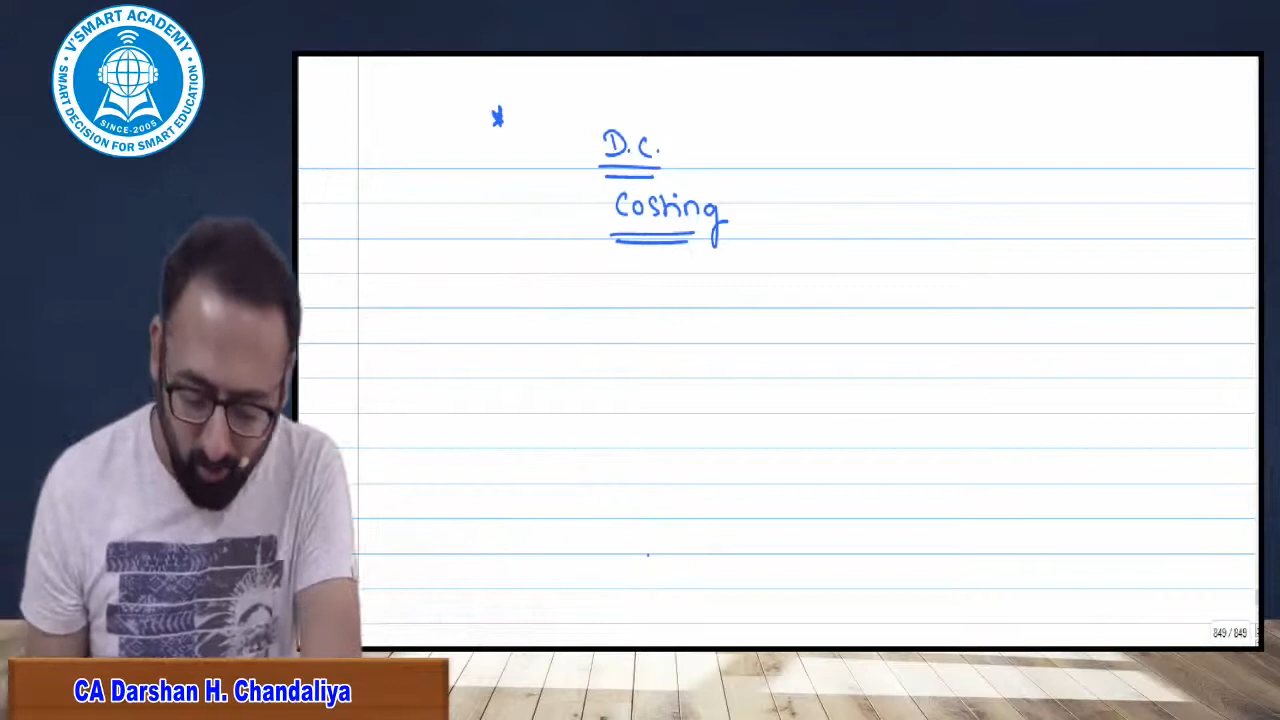 V'SMART ACADEMY
SINCE-2005
SMART DECISION FOR SMART EDUCATION
*
D.C.
Costing
849 / 849
CA Darshan H. Chandaliya